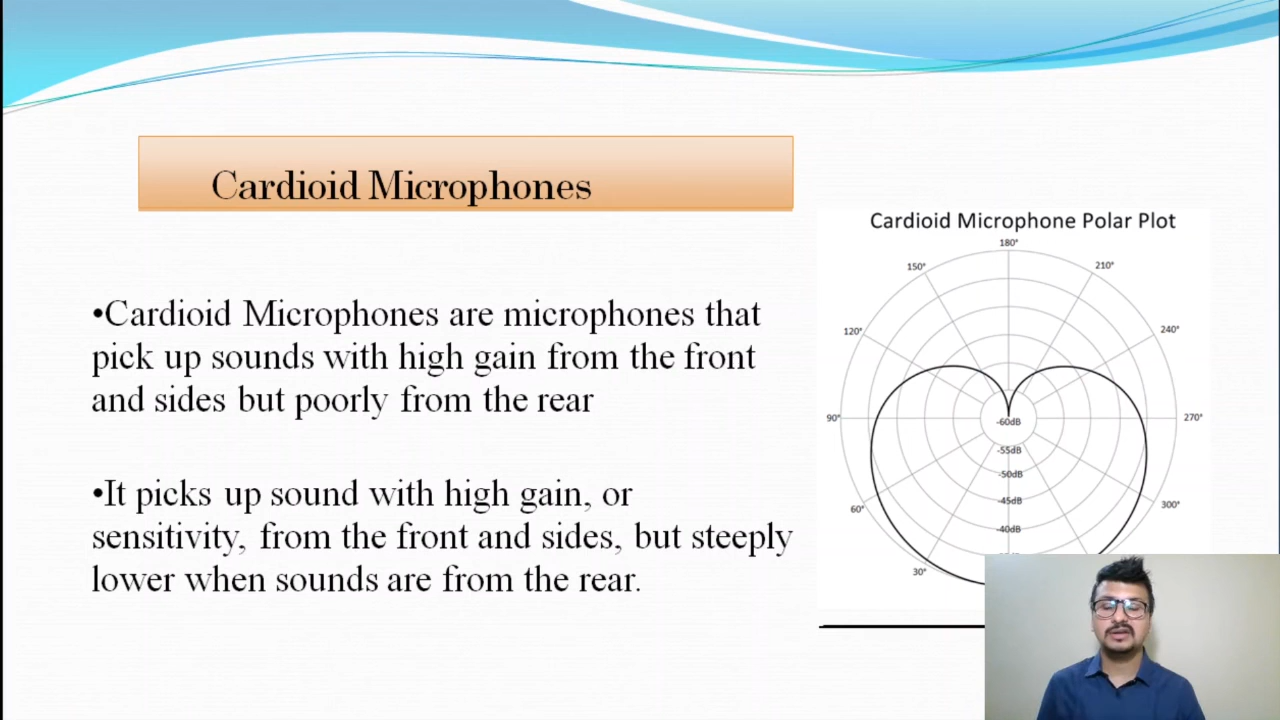 Cardioid Microphones
•Cardioid Microphones are microphones that
pick up sounds with high gain from the front
and sides but poorly from the rear
•It picks up sound with high gain, or
sensitivity, from the front and sides, but steeply
lower when sounds are from the rear.
Cardioid Microphone Polar Plot
180°
150° 210°
120° 240°
90° 270°
-60dB
-55dB
-50dB
-45dB
60° 300°
-40dB
30°